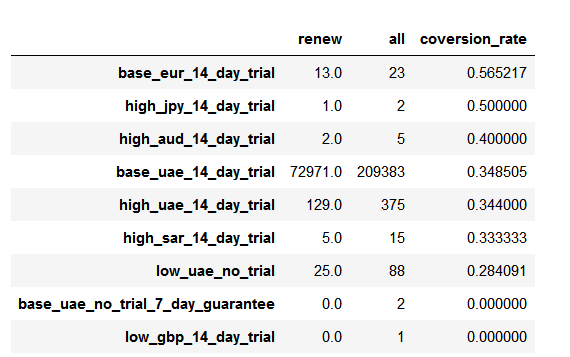 renew all coversion_rate
base_eur_14_day_trial 13.0 23 0.565217
high_jpy_14_day_trial 1.0 2 0.500000
high_aud_14_day_trial 2.0 5 0.400000
base_uae_14_day_trial 72971.0 209383 0.348505
high_uae_14_day_trial 129.0 375 0.344000
high_sar_14_day_trial 5.0 15 0.333333
low_uae_no_trial 25.0 88 0.284091
base_uae_no_trial_7_day_guarantee 0.0 2 0.000000
low_gbp_14_day_trial 0.0 1 0.000000